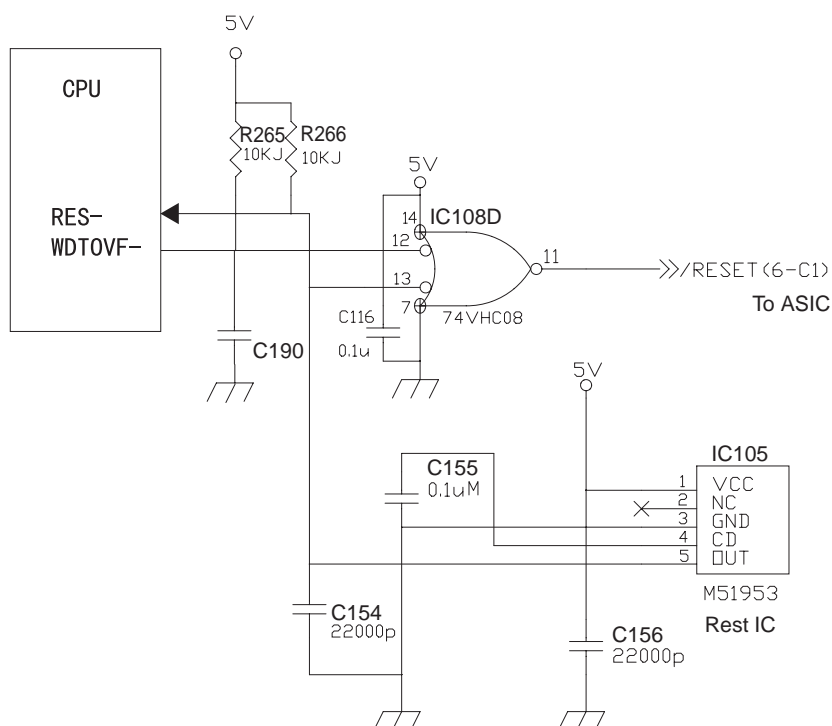 5V
CPU
R265
10KJ
R266
10KJ
5V
RES-
WDTOVF-
14
IC108D
12
13
7
11
/RESET(6-C1)
To ASIC
C116
0.1u
74VHC08
C190
5V
IC105
C155
0.1uM
1 VCC
2 NC
3 GND
4 CD
5 OUT
M51953
Rest IC
C154
22000p
C156
22000p